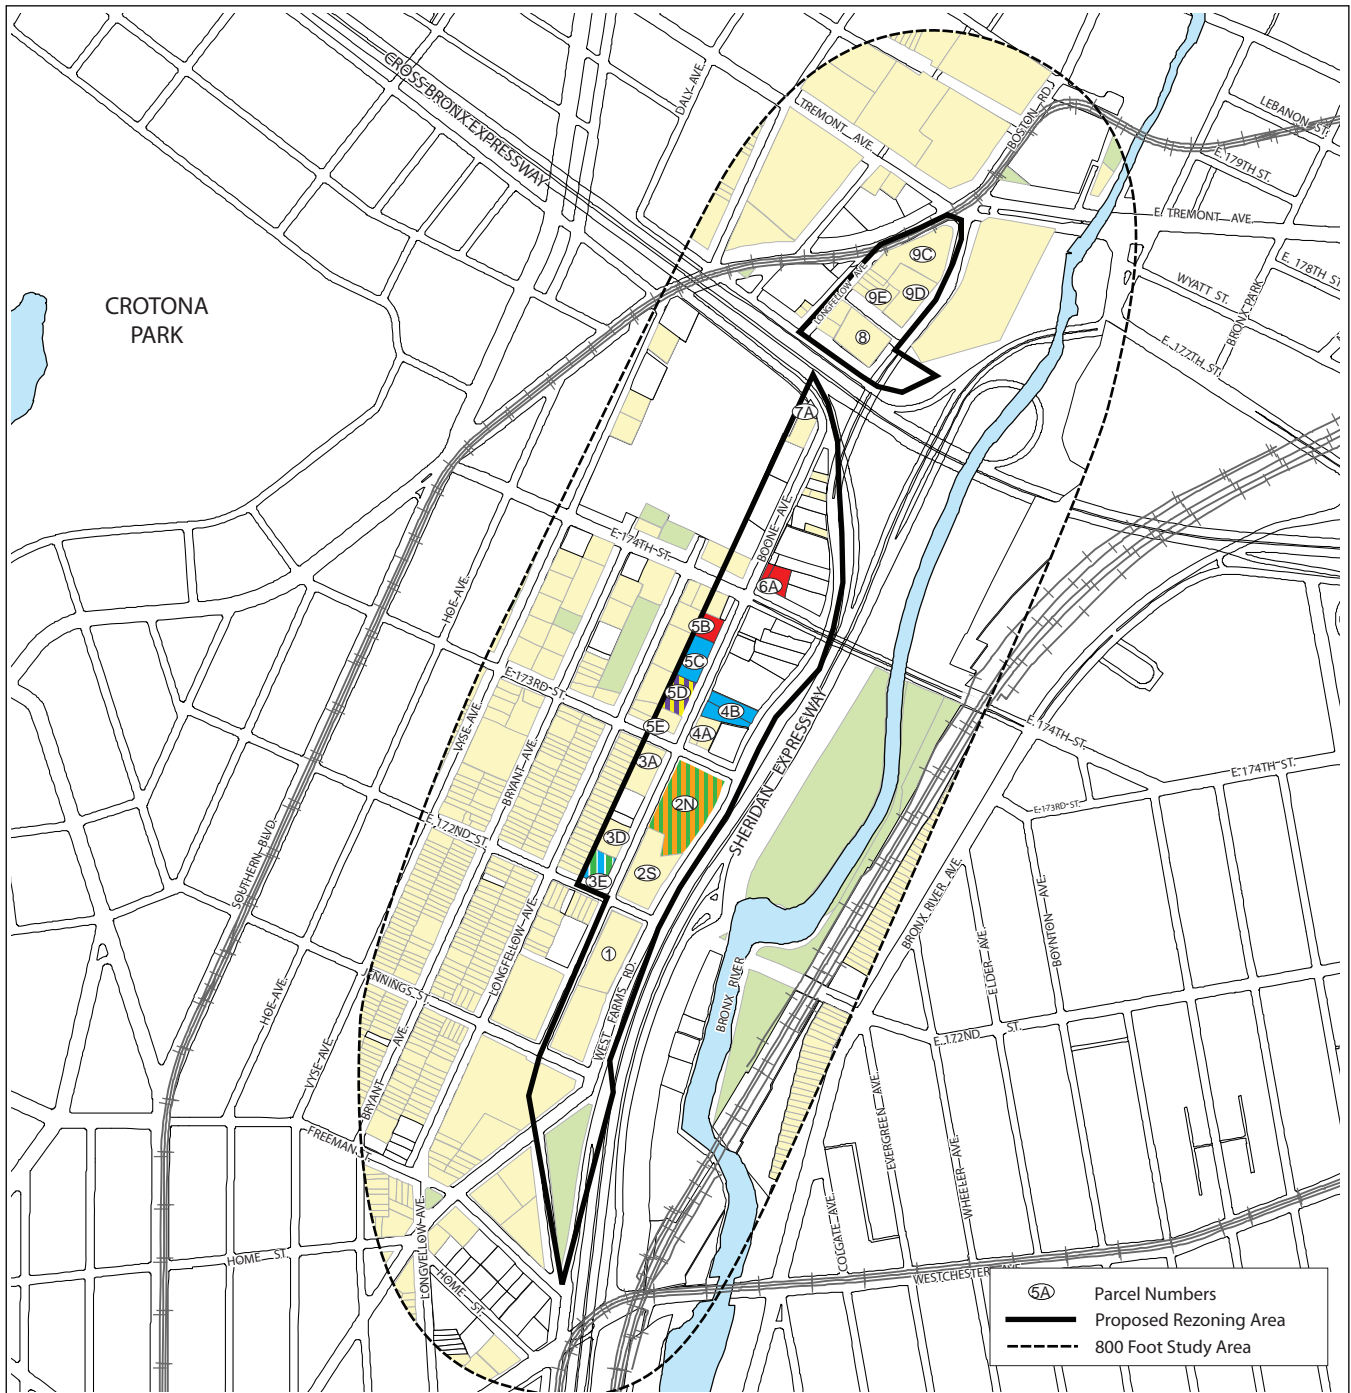 CROSS BRONX EXPRESSWAY
DALY AVE.
TREMONT AVE.
BOSTON RD.
LEBANON ST.
E. 179TH ST.
E. TREMONT AVE.
E. 178TH ST.
WYATT ST.
BRONX PARK
E. 177TH ST.
CROTONA
PARK
LONGFELLOW AVE.
9C
9D
9E
8
7A
BOONE AVE.
E. 174TH ST.
6A
HOE AVE.
5B
5C
5D
4B
5E
4A
E. 173RD ST.
VYSE AVE.
BRYANT AVE.
3A
2N
SHERIDAN EXPRESSWAY
E. 174TH ST.
E. 174TH ST.
E. 173RD ST.
E. 172ND ST.
3D
3E
2S
SOUTHERN BLVD
LONGFELLOW AVE.
1
BRONX RIVER AVE.
ELDER AVE.
BOYNTON AVE.
JENNINGS ST.
HOE AVE.
WEST FARMS RD.
BRONX RIVER
E. 172ND ST.
VYSE AVE.
BRYANT AVE.
FREEMAN ST.
EVERGREEN AVE.
WHEELER AVE.
COLGATE AVE.
HOME ST.
LONGVELLOW AVE.
HOME ST.
WESTCHESTER AVE
5A Parcel Numbers
Proposed Rezoning Area
800 Foot Study Area